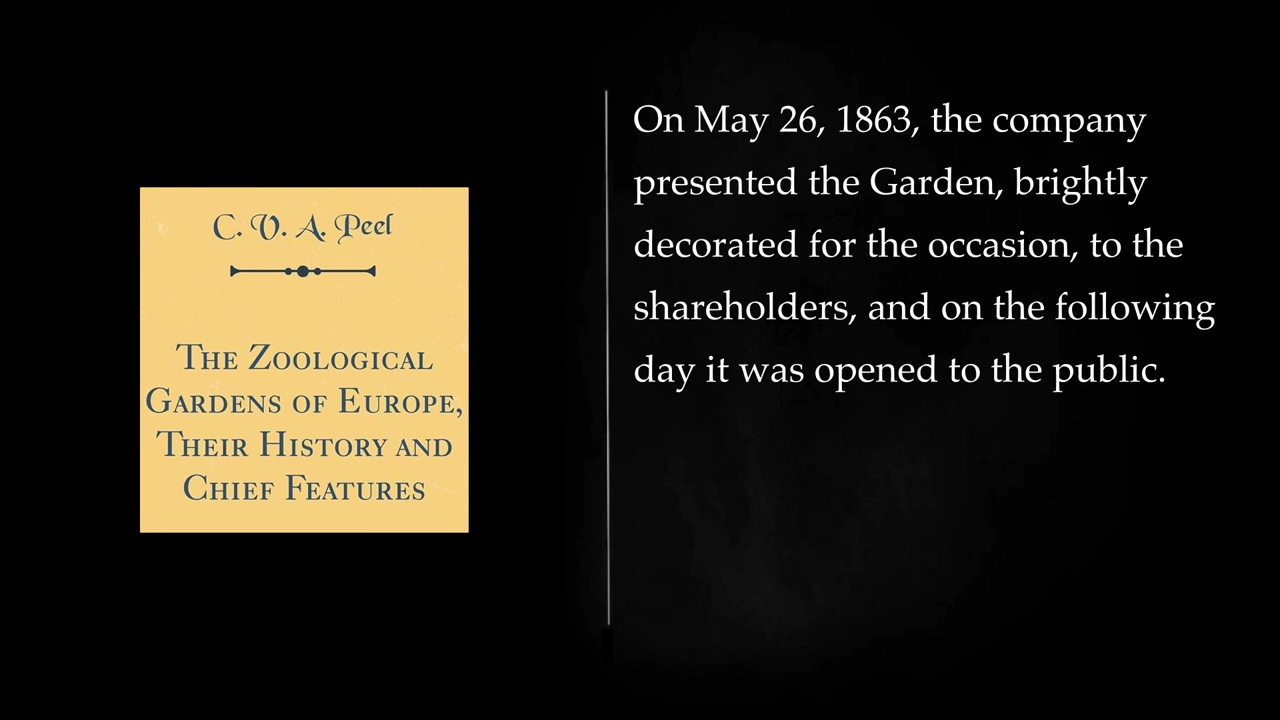 C. V. A. Peel
The Zoological
Gardens of Europe,
Their History and
Chief Features
On May 26, 1863, the company
presented the Garden, brightly
decorated for the occasion, to the
shareholders, and on the following
day it was opened to the public.